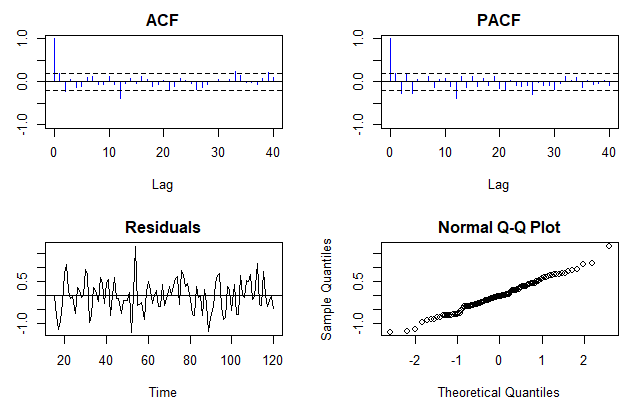 ACF
PACF
1.0
0.0
-1.0
0 10 20 30 40
Lag
1.0
0.0
-1.0
0 10 20 30 40
Lag
Residuals
Normal Q-Q Plot
0.5
-1.0
20 40 60 80 100 120
Time
Sample Quantiles
0.5
-1.0
-2 -1 0 1 2
Theoretical Quantiles